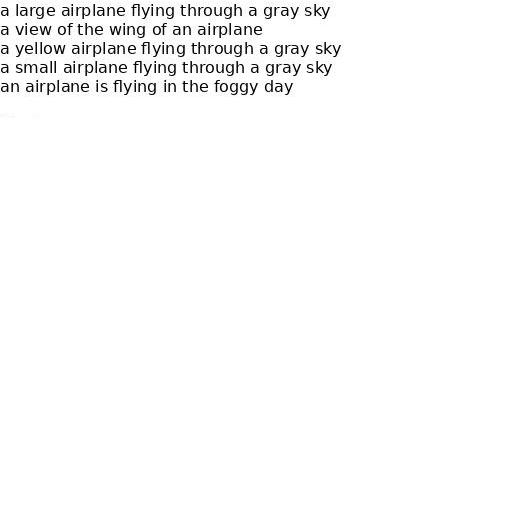 a large airplane flying through a gray sky
a view of the wing of an airplane
a yellow airplane flying through a gray sky
a small airplane flying through a gray sky
an airplane is flying in the foggy day